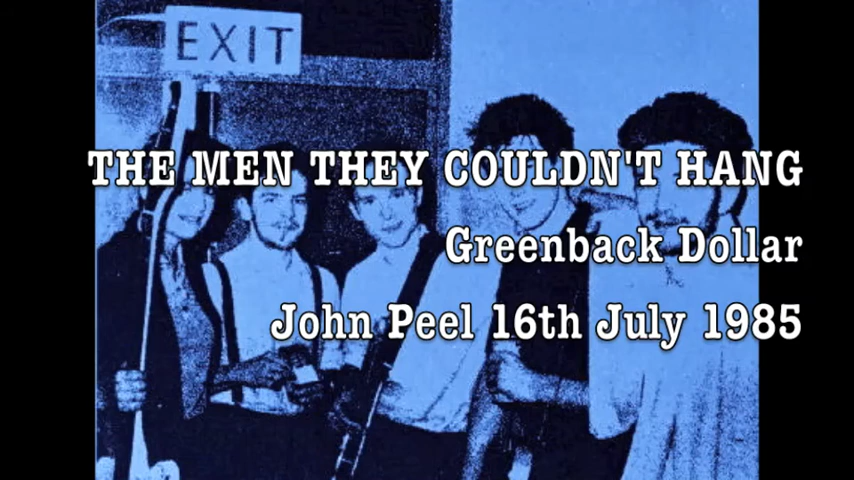 EXIT
THE MEN THEY COULDN'T HANG
Greenback Dollar
John Peel 16th July 1985